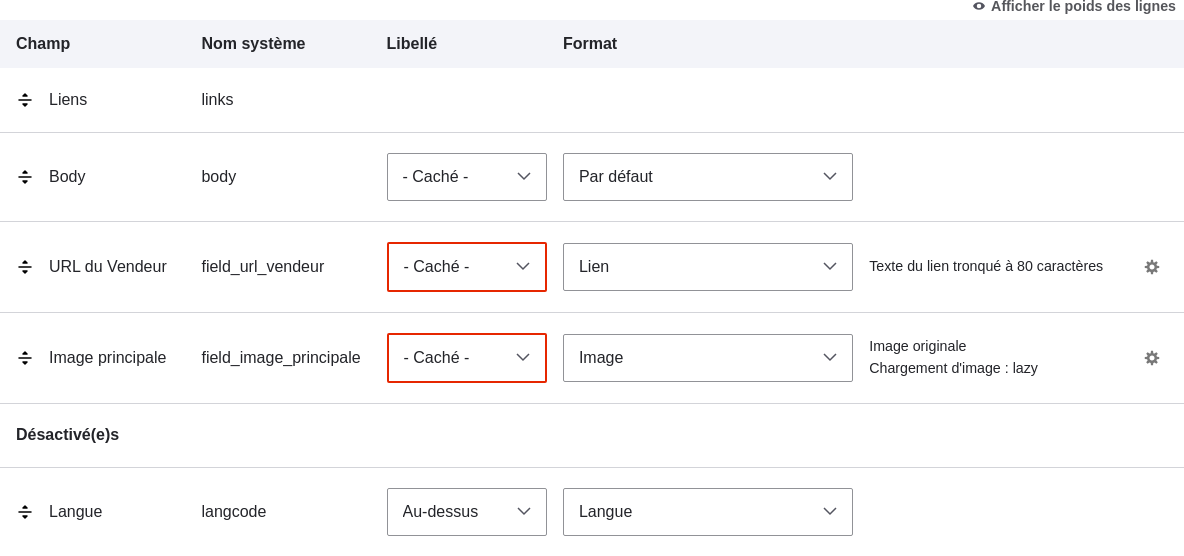 Afficher le poids des lignes
Champ Nom système Libellé Format
Liens links
Body body - Caché - Par défaut
URL du Vendeur field_url_vendeur - Caché - Lien Texte du lien tronqué à 80 caractères
Image principale field_image_principale - Caché - Image Image originale
Chargement d'image : lazy
Désactivé(e)s
Langue langcode Au-dessus Langue